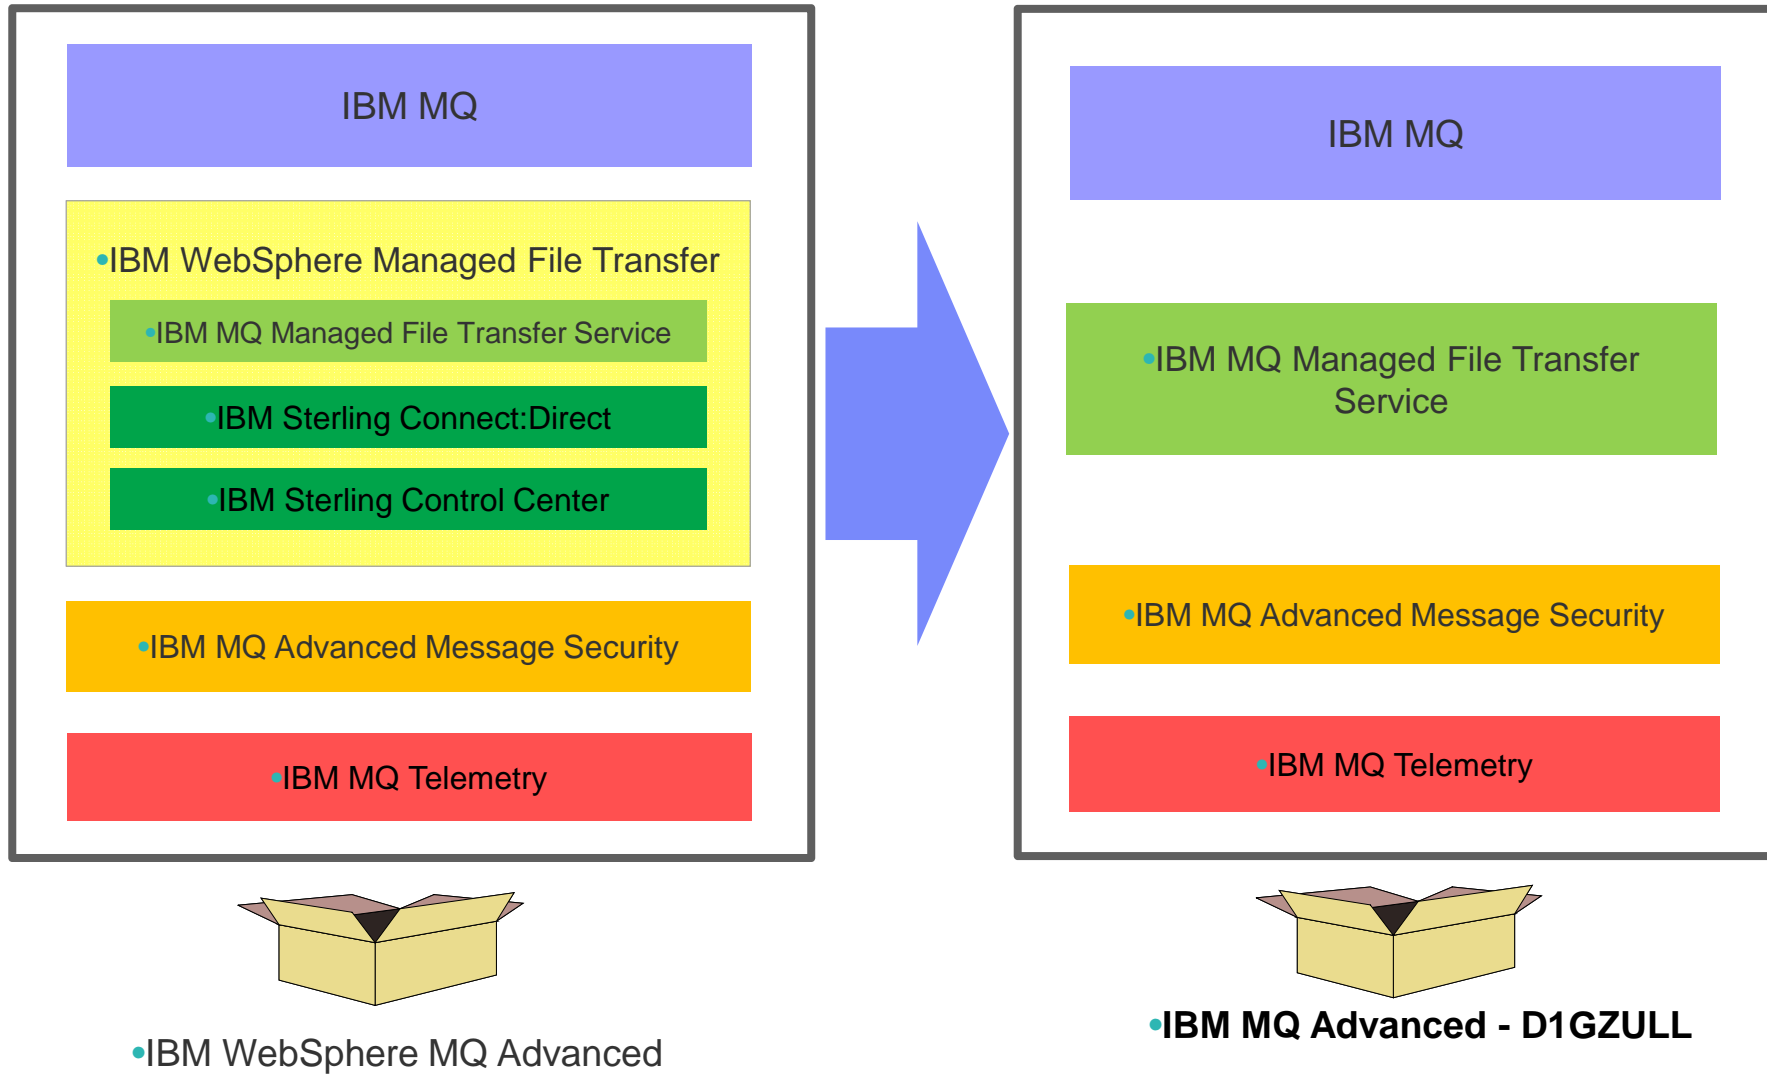 IBM MQ
•IBM WebSphere Managed File Transfer
•IBM MQ Managed File Transfer Service
•IBM Sterling Connect:Direct
•IBM Sterling Control Center
•IBM MQ Advanced Message Security
•IBM MQ Telemetry
•IBM WebSphere MQ Advanced
IBM MQ
•IBM MQ Managed File Transfer
Service
•IBM MQ Advanced Message Security
•IBM MQ Telemetry
•IBM MQ Advanced - D1GZULL